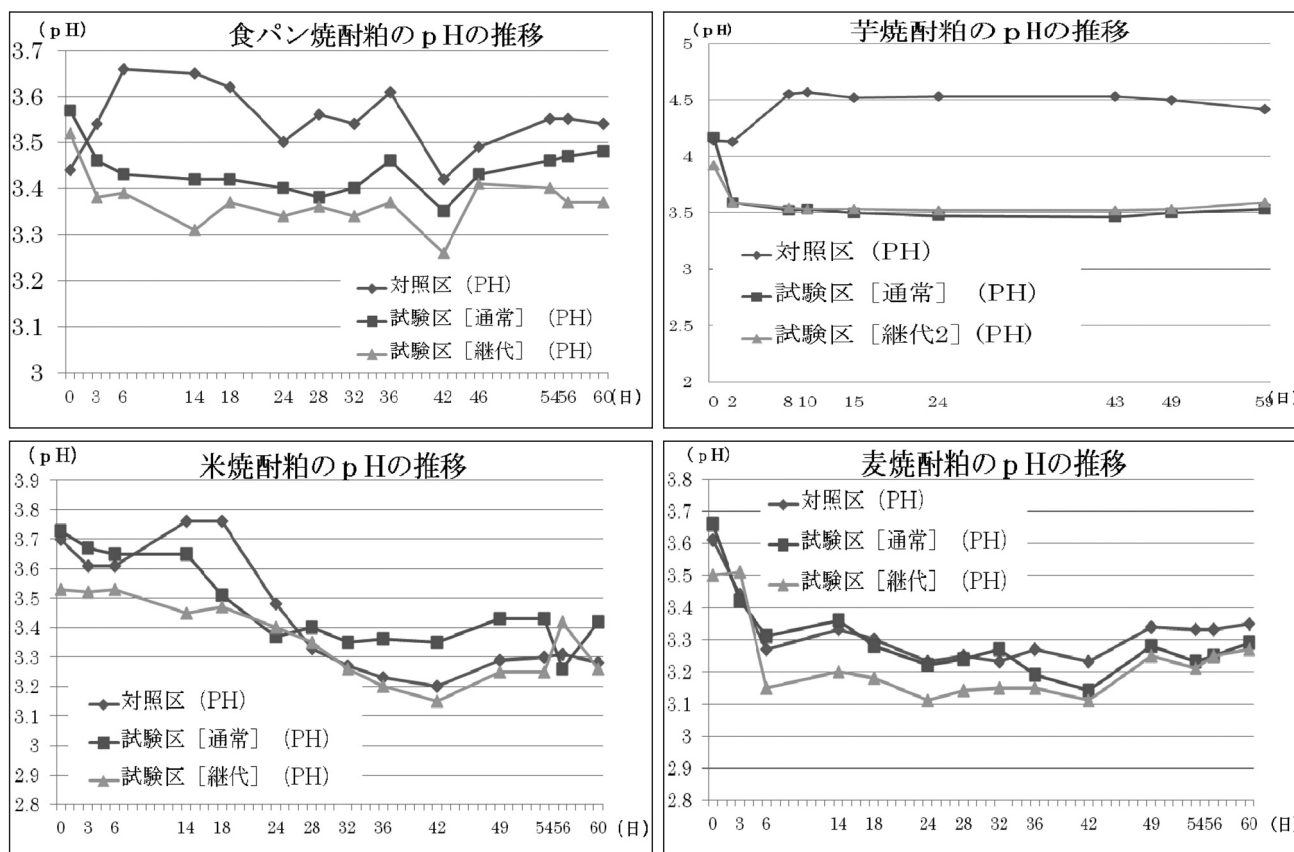 (pH)
食パン焼酎粕のpHの推移
3.7
3.6
3.5
3.4
3.3
3.2
3.1
3
対照区 (PH)
試験区 [通常] (PH)
試験区 [継代] (PH)
0 3 6 14 18 24 28 32 36 42 46 5456 60 (日)
(pH)
芋焼酎粕のpHの推移
5
4.5
4
3.5
3
2.5
2
対照区 (PH)
試験区 [通常] (PH)
試験区 [継代2] (PH)
0 2 8 10 15 24 43 49 59 (日)
(pH)
米焼酎粕のpHの推移
3.9
3.8
3.7
3.6
3.5
3.4
3.3
3.2
3.1
3
2.9
2.8
対照区 (PH)
試験区 [通常] (PH)
試験区 [継代] (PH)
0 3 6 14 18 24 28 32 36 42 49 5456 60 (日)
(pH)
麦焼酎粕のpHの推移
3.8
3.7
3.6
3.5
3.4
3.3
3.2
3.1
3
2.9
2.8
対照区 (PH)
試験区 [通常] (PH)
試験区 [継代] (PH)
0 3 6 14 18 24 28 32 36 42 49 5456 60 (日)